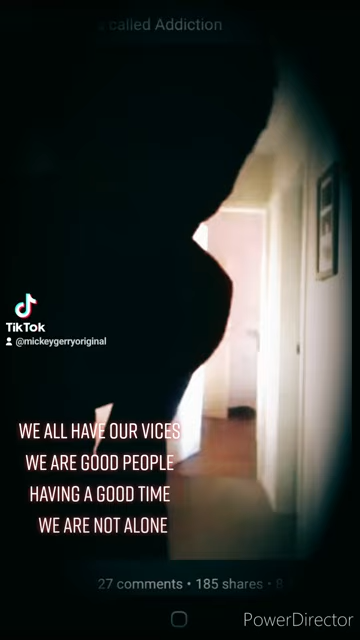 called Addiction
TikTok
@mickeygerryoriginal
WE ALL HAVE OUR VICES
WE ARE GOOD PEOPLE
HAVING A GOOD TIME
WE ARE NOT ALONE
27 comments • 185 shares • 8
PowerDirector